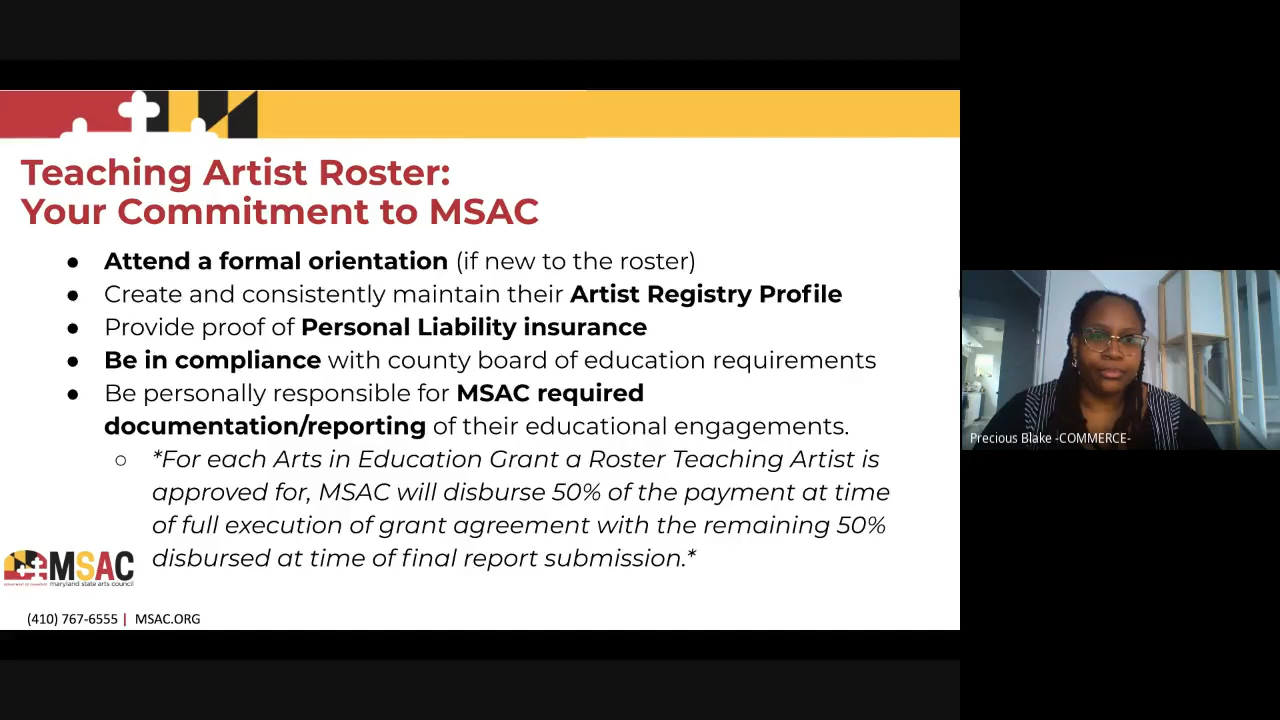 Teaching Artist Roster:
Your Commitment to MSAC
● Attend a formal orientation (if new to the roster)
● Create and consistently maintain their Artist Registry Profile
● Provide proof of Personal Liability insurance
● Be in compliance with county board of education requirements
● Be personally responsible for MSAC required
documentation/reporting of their educational engagements.
○ *For each Arts in Education Grant a Roster Teaching Artist is
approved for, MSAC will disburse 50% of the payment at time
of full execution of grant agreement with the remaining 50%
disbursed at time of final report submission.*
MSAC
maryland state arts council
(410) 767-6555 | MSAC.ORG
Precious Blake -COMMERCE-